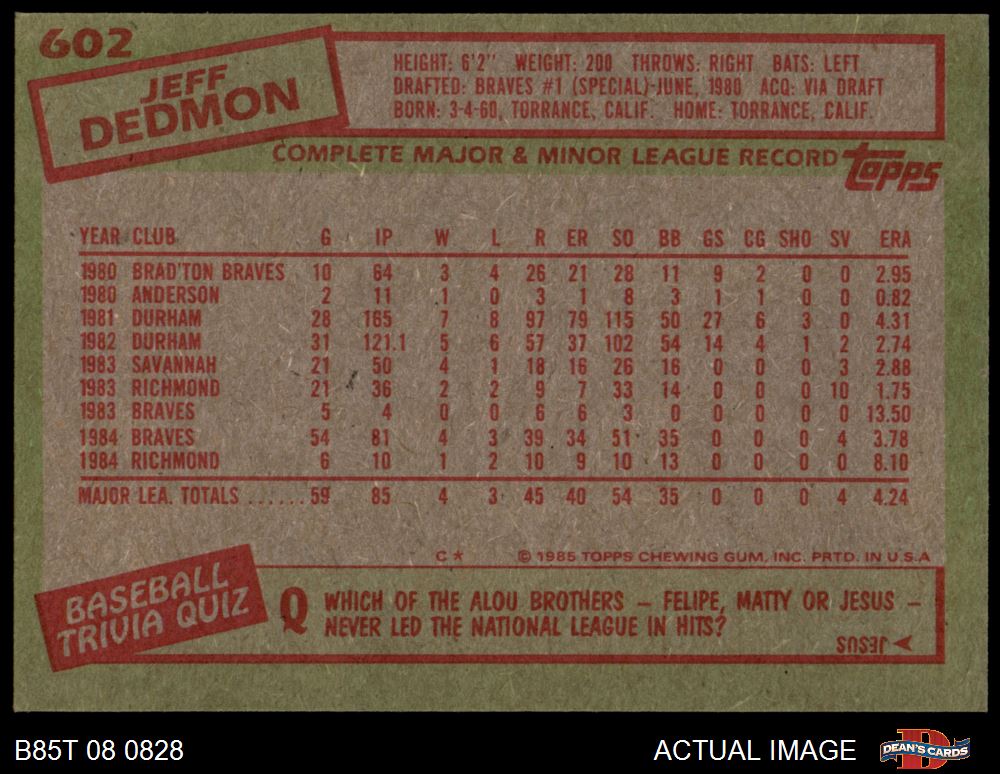 602
JEFF
DEDMON
HEIGHT: 6'2" WEIGHT: 200 THROWS: RIGHT BATS: LEFT
DRAFTED: BRAVES #1 (SPECIAL)-JUNE, 1980 ACQ: VIA DRAFT
BORN: 3-4-60, TORRANCE, CALIF. HOME: TORRANCE, CALIF.
COMPLETE MAJOR & MINOR LEAGUE RECORD
topps
YEAR CLUB G IP W L R ER SO BB GS CG SHO SV ERA
1980 BRAD'TON BRAVES 10 64 3 4 26 21 28 11 9 2 0 0 2.95
1980 ANDERSON 2 11 1 0 3 1 8 3 1 1 0 0 0.82
1981 DURHAM 28 165 7 8 97 79 115 50 27 6 3 0 4.31
1982 DURHAM 31 121.1 5 6 57 37 102 54 14 4 1 2 2.74
1983 SAVANNAH 21 50 4 1 18 16 26 16 0 0 0 3 2.88
1983 RICHMOND 21 36 2 2 9 7 33 14 0 0 0 10 1.75
1983 BRAVES 5 4 0 0 6 6 3 0 0 0 0 0 13.50
1984 BRAVES 54 81 4 3 39 34 51 35 0 0 0 4 3.78
1984 RICHMOND 6 10 1 2 10 9 10 13 0 0 0 0 8.10
MAJOR LEA. TOTALS ...... 59 85 4 3 45 40 54 35 0 0 0 4 4.24
C* © 1985 TOPPS CHEWING GUM, INC. PRTD. IN U.S.A
BASEBALL
TRIVIA QUIZ
Q WHICH OF THE ALOU BROTHERS – FELIPE, MATTY OR JESUS –
NEVER LED THE NATIONAL LEAGUE IN HITS?
JESUS
B85T 08 0828
ACTUAL IMAGE
D
DEAN'S CARDS